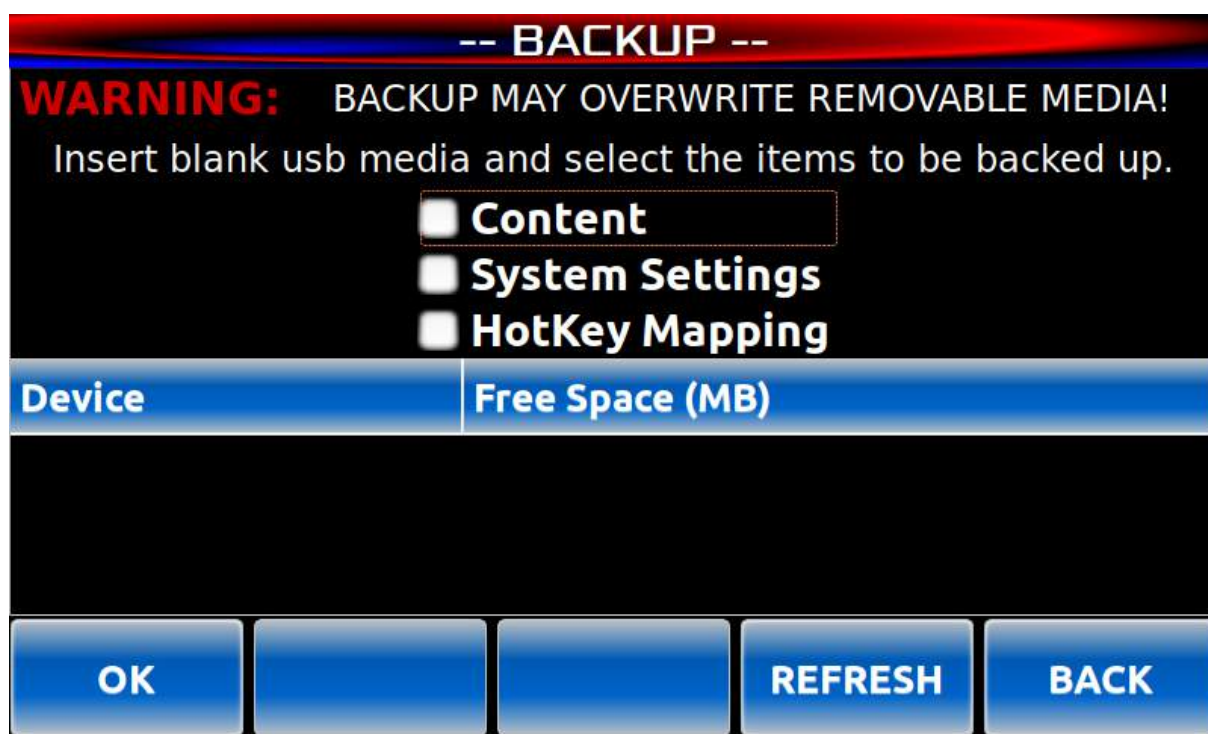 -- BACKUP --
WARNING: BACKUP MAY OVERWRITE REMOVABLE MEDIA!
Insert blank usb media and select the items to be backed up.
Content
System Settings
HotKey Mapping
Device Free Space (MB)
OK REFRESH BACK